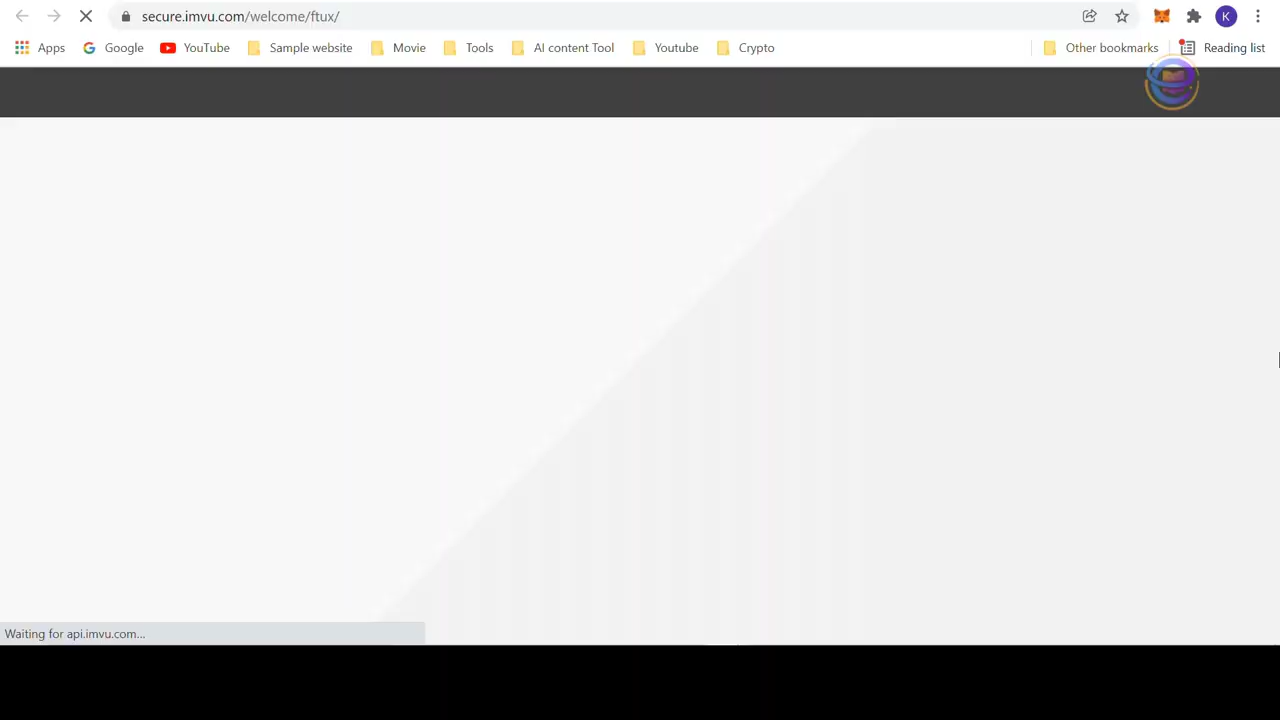 secure.imvu.com/welcome/ftux/
K
Apps
Google
YouTube
Sample website
Movie
Tools
AI content Tool
Youtube
Crypto
Other bookmarks
Reading list
Waiting for api.imvu.com...